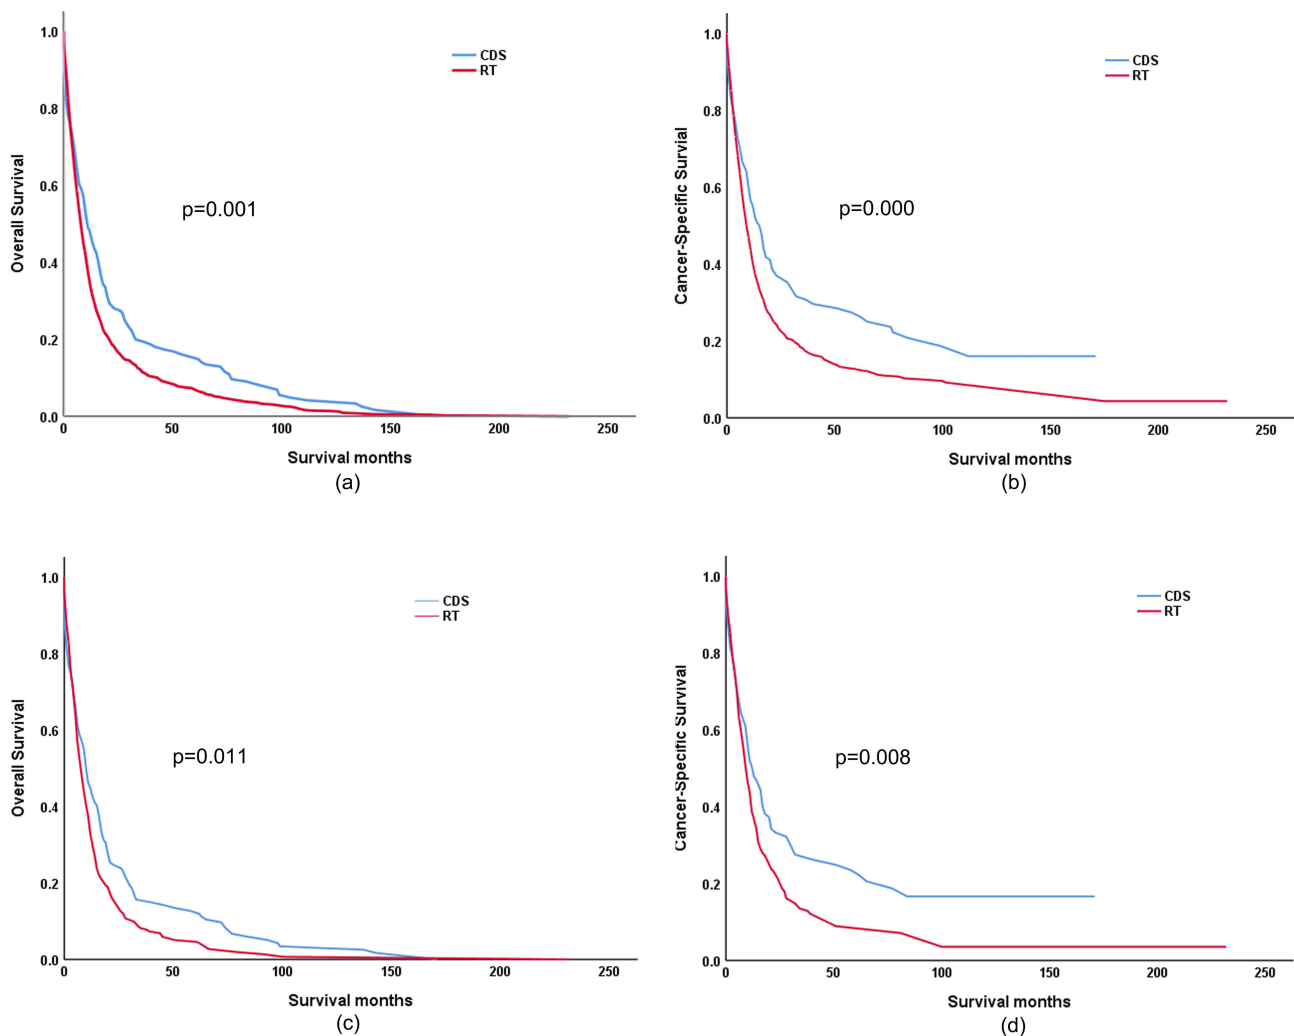 CDS
RT
Overall Survival
1.0
0.8
0.6
0.4
0.2
0.0
p=0.001
0 50 100 150 200 250
Survival months
(a)
CDS
RT
Cancer-Specific Survial
1.0
0.8
0.6
0.4
0.2
0.0
p=0.000
0 50 100 150 200 250
Survival months
(b)
CDS
RT
Overall Survival
1.0
0.8
0.6
0.4
0.2
0.0
p=0.011
0 50 100 150 200 250
Survival months
(c)
CDS
RT
Cancer-Specific Survival
1.0
0.8
0.6
0.4
0.2
0.0
p=0.008
0 50 100 150 200 250
Survival months
(d)